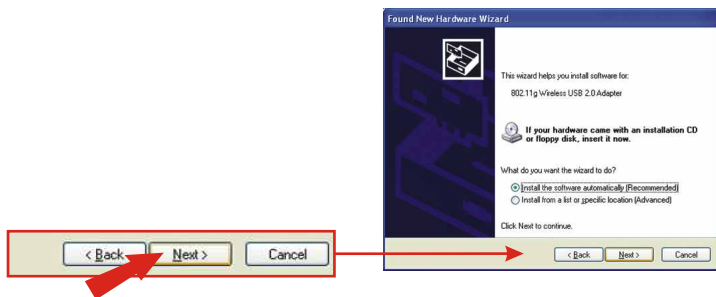 Found New Hardware Wizard
This wizard helps you install software for:
802.11g Wireless USB 2.0 Adapter
If your hardware came with an installation CD
or floppy disk, insert it now.
What do you want the wizard to do?
Install the software automatically (Recommended)
Install from a list or specific location (Advanced)
Click Next to continue.
< Back Next > Cancel
< Back Next > Cancel